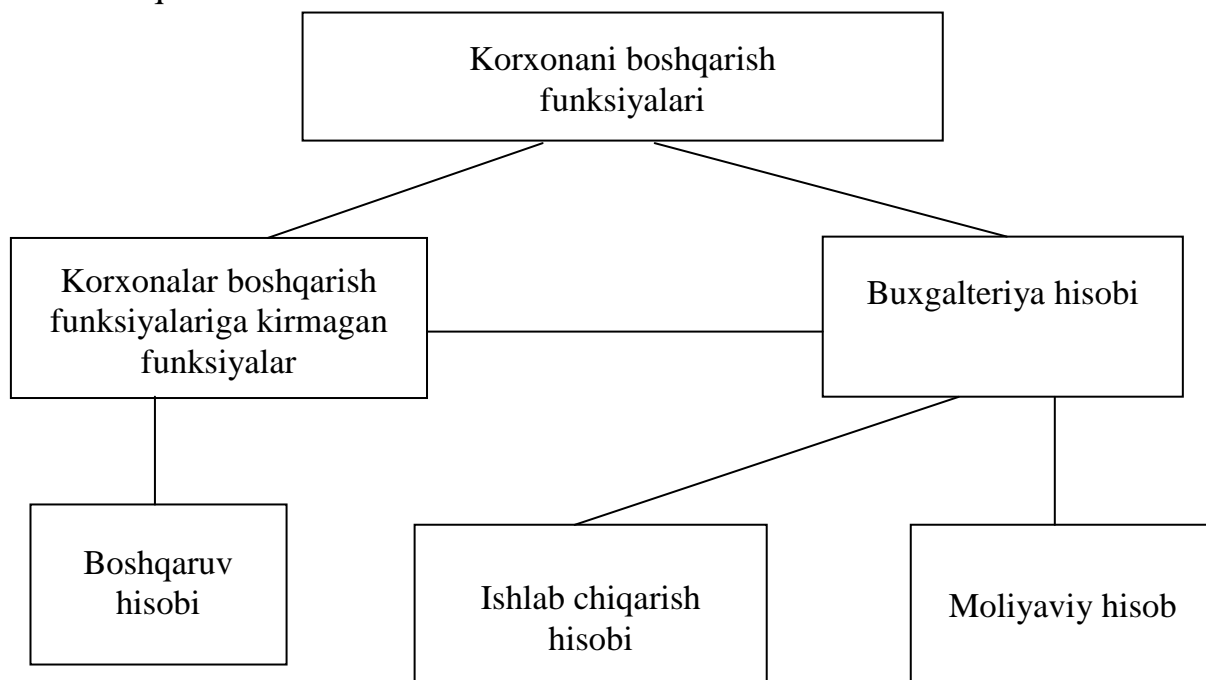 Korxonani boshqarish
funksiyalari
Korxonalar boshqarish
funksiyalariga kirmagan
funksiyalar
Buxgalteriya hisobi
Boshqaruv
hisobi
Ishlab chiqarish
hisobi
Moliyaviy hisob